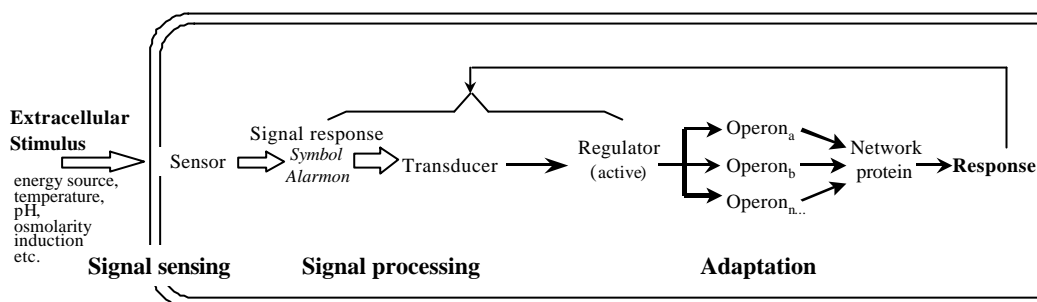 Extracellular
Stimulus
energy source,
temperature,
pH,
osmolarity
induction
etc.
Sensor
Signal response
Symbol
Alarmon
Transducer
Regulator
(active)
Operon_a
Operon_b
Operon_n...
Network
protein
Response
Signal sensing
Signal processing
Adaptation